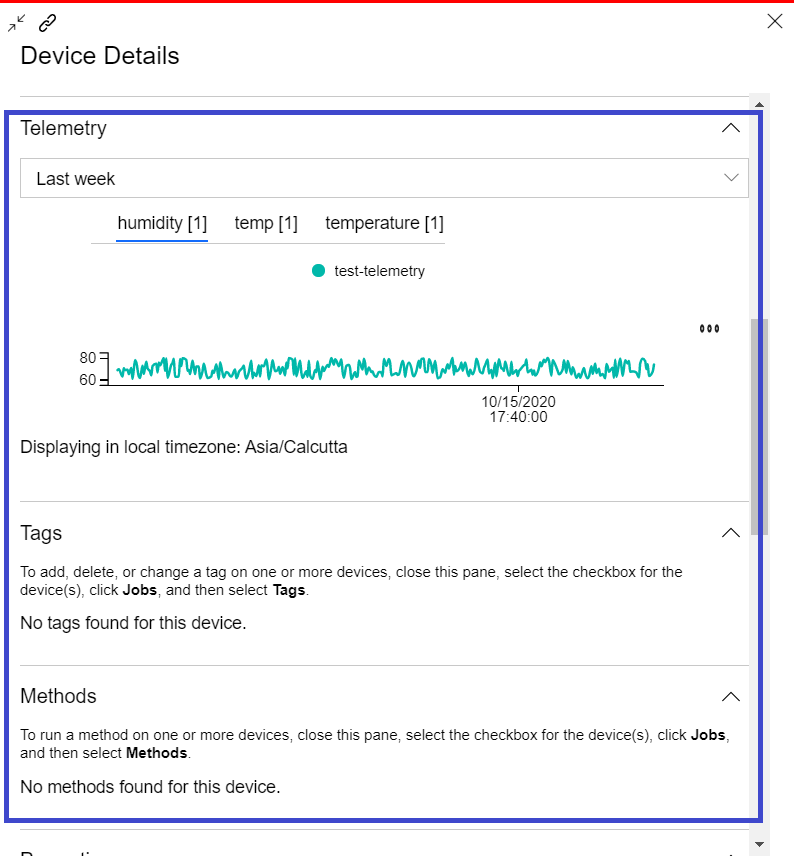 Device Details
Telemetry
Last week
humidity [1] temp [1] temperature [1]
test-telemetry
80
60
10/15/2020
17:40:00
Displaying in local timezone: Asia/Calcutta
Tags
To add, delete, or change a tag on one or more devices, close this pane, select the checkbox for the
device(s), click Jobs, and then select Tags.
No tags found for this device.
Methods
To run a method on one or more devices, close this pane, select the checkbox for the device(s), click Jobs,
and then select Methods.
No methods found for this device.